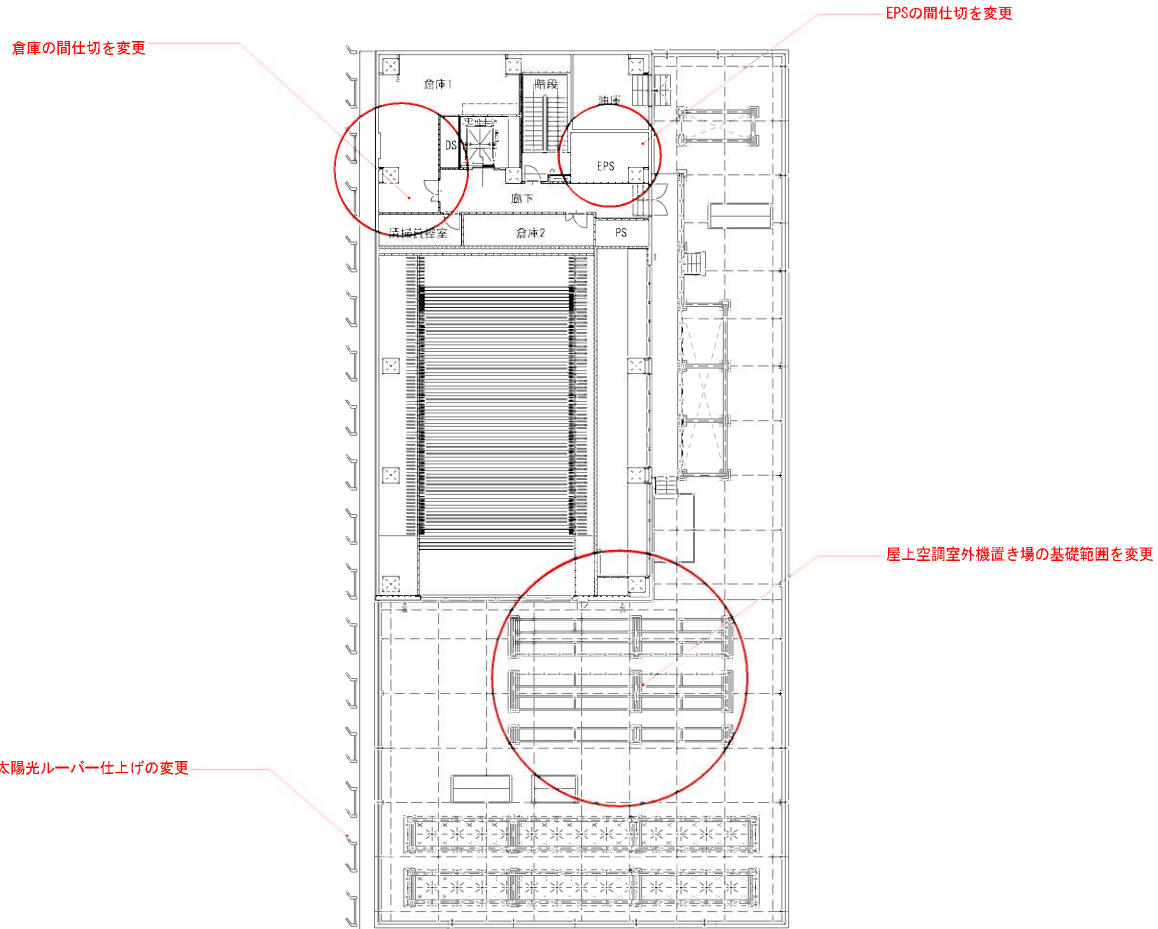 EPSの間仕切を変更
倉庫の間仕切を変更
倉庫1
階段
油庫
DS
EPS
廊下
清掃員控室
倉庫2
PS
屋上空調室外機置き場の基礎範囲を変更
太陽光ルーバー仕上げの変更